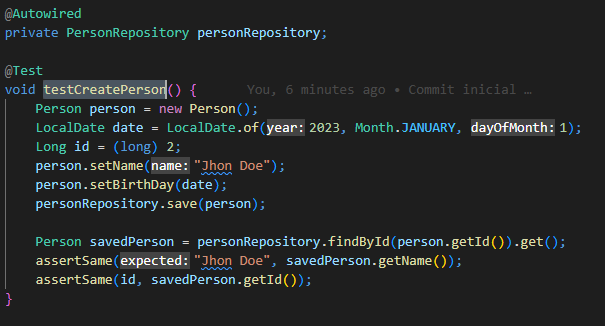 @Autowired
private PersonRepository personRepository;
@Test
void testCreatePerson() { You, 6 minutes ago • Commit inicial …
Person person = new Person();
LocalDate date = LocalDate.of(year: 2023, Month.JANUARY, dayOfMonth: 1);
Long id = (long) 2;
person.setName(name: "Jhon Doe");
person.setBirthDay(date);
personRepository.save(person);
Person savedPerson = personRepository.findById(person.getId()).get();
assertSame(expected: "Jhon Doe", savedPerson.getName());
assertSame(id, savedPerson.getId());
}